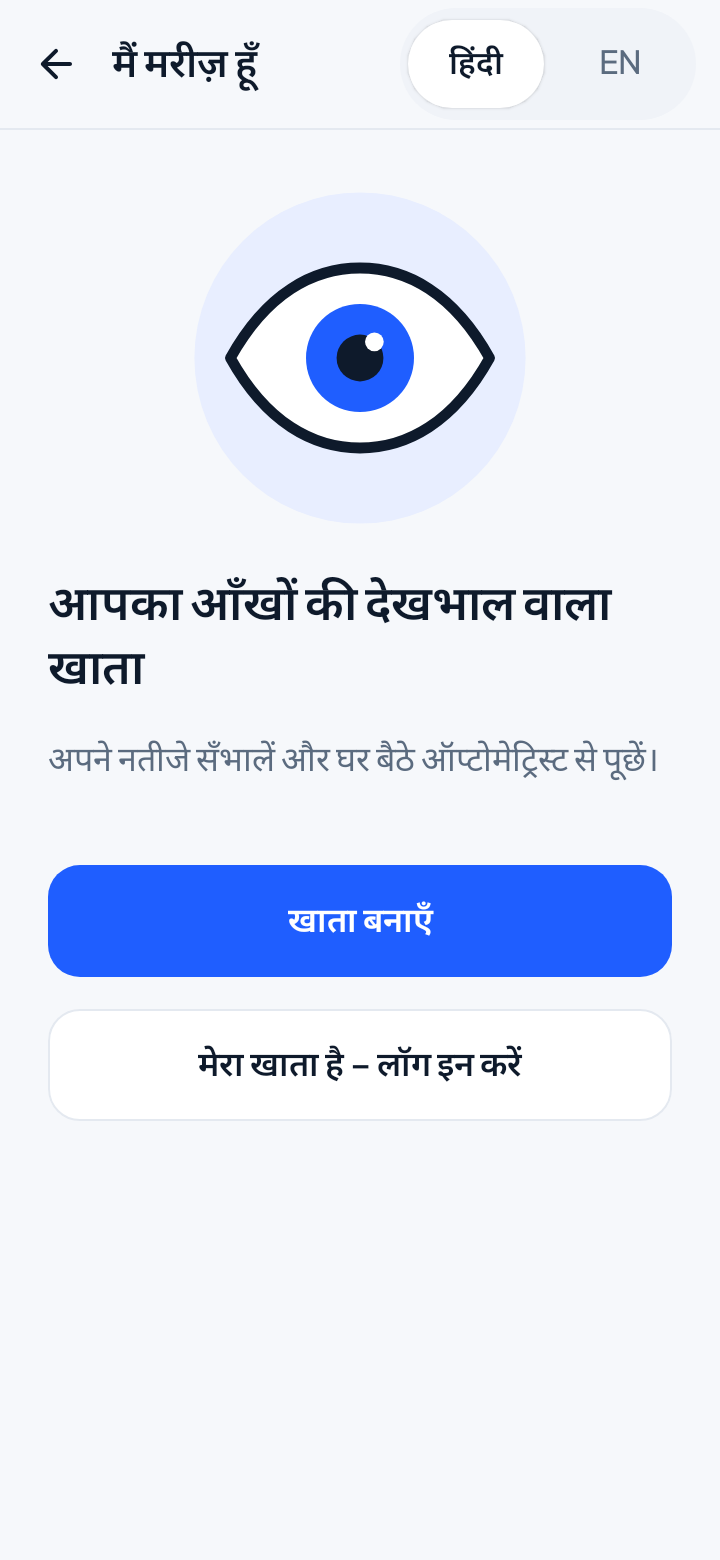 मैं मरीज़ हूँ
हिंदी
EN
आपका आँखों की देखभाल वाला
खाता
अपने नतीजे सँभालें और घर बैठे ऑप्टोमेट्रिस्ट से पूछें।
खाता बनाएँ
मेरा खाता है – लॉग इन करें